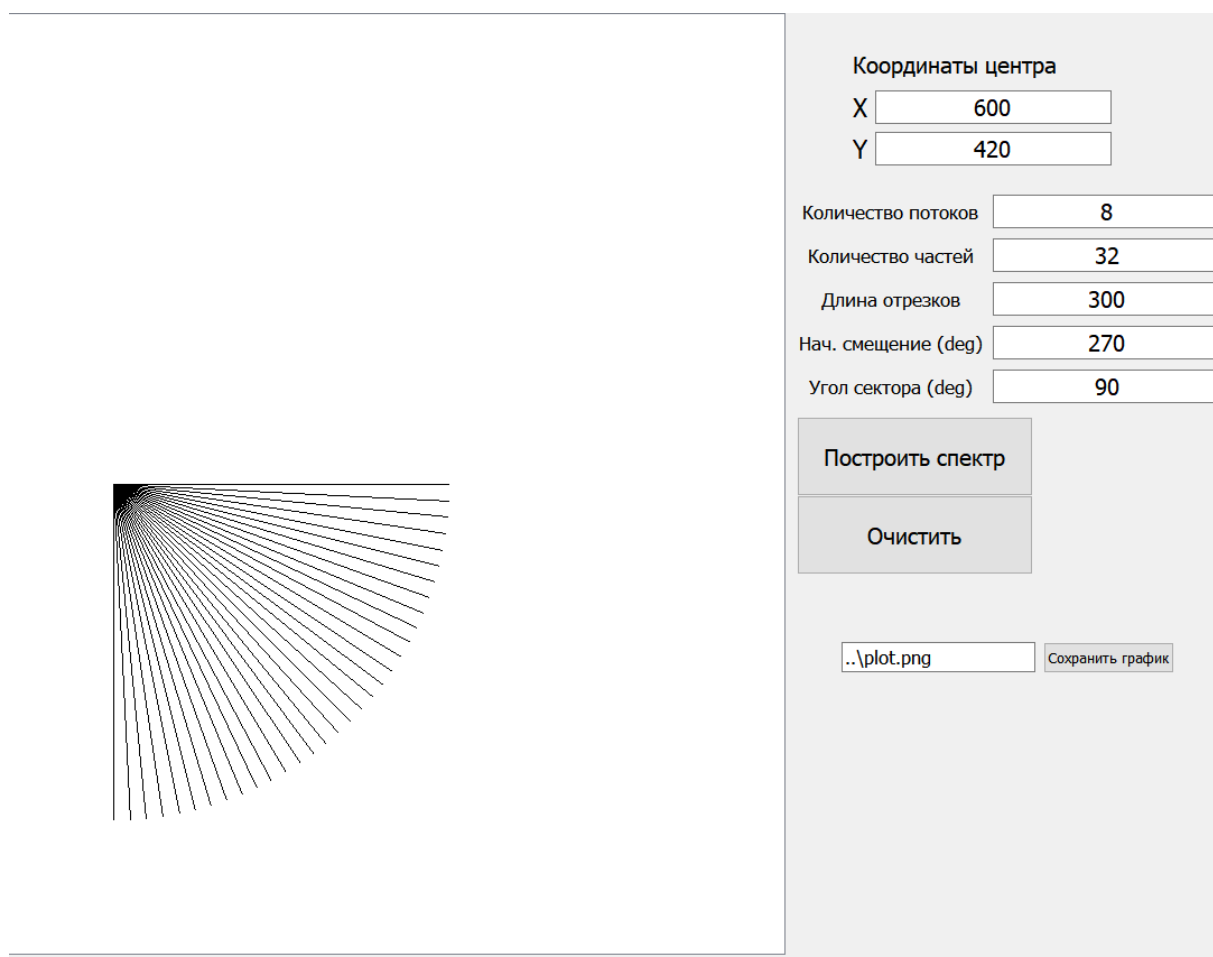 Координаты центра
X 600
Y 420
Количество потоков 8
Количество частей 32
Длина отрезков 300
Нач. смещение (deg) 270
Угол сектора (deg) 90
Построить спектр
Очистить
..\plot.png Сохранить график